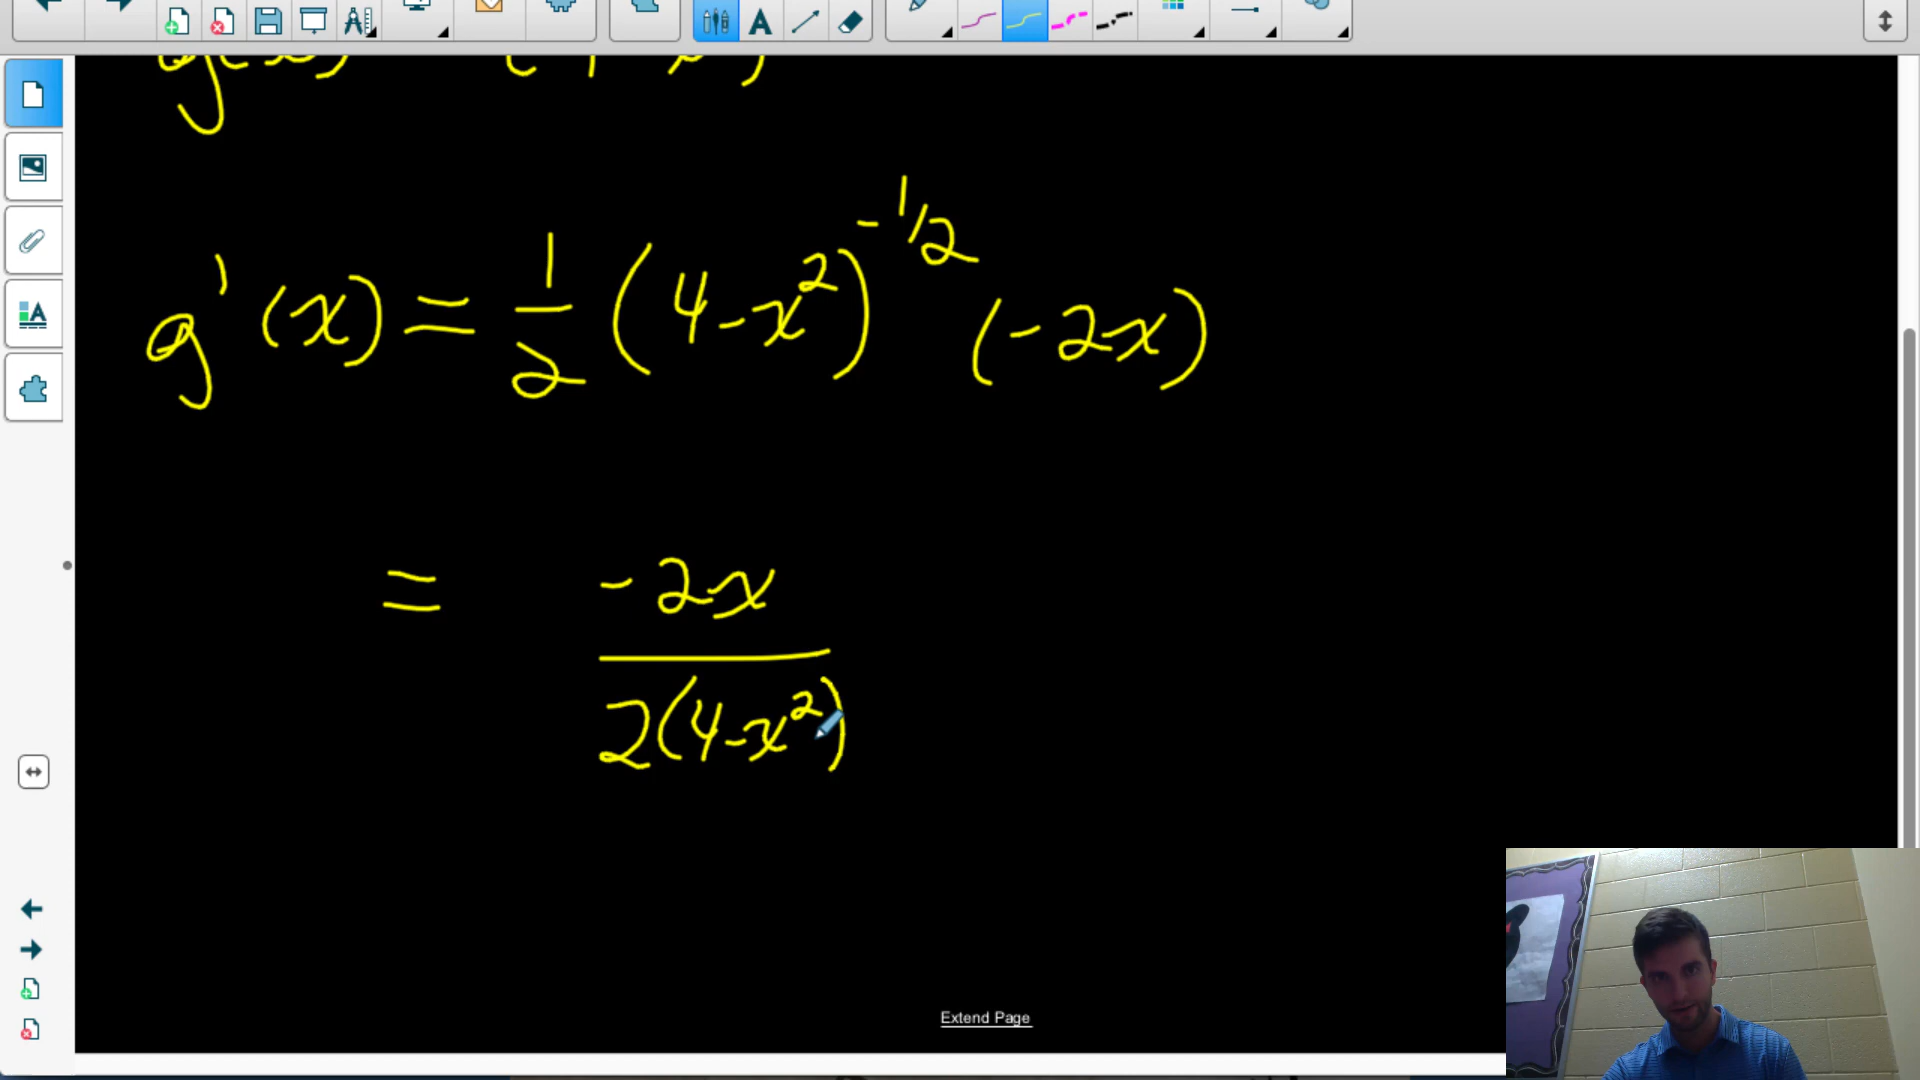 g'(x) = 1/2 (4-x²)^-1/2 (-2x)
= -2x
2(4-x²)
Extend Page